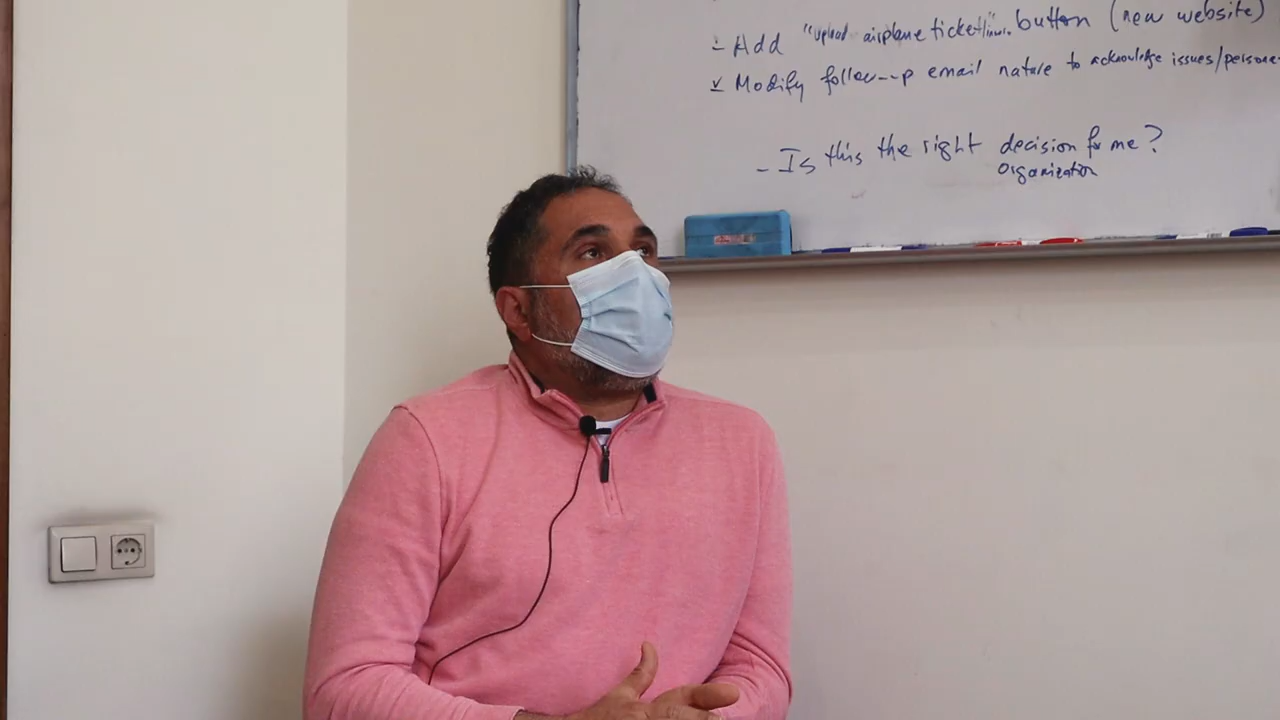 - Add "upload airplane ticket button (new website)
v Modify follow-up email nature to acknowledge issues/persona
- Is this the right decision for me?
organization